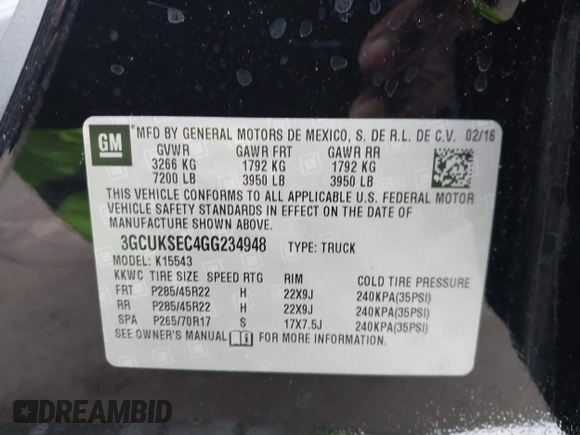 GM
*MFD BY GENERAL MOTORS DE MEXICO, S. DE R.L. DE C.V. 02/16
GVWR GAWR FRT GAWR RR
3266 KG 1792 KG 1792 KG
7200 LB 3950 LB 3950 LB
THIS VEHICLE CONFORMS TO ALL APPLICABLE U.S. FEDERAL MOTOR
VEHICLE SAFETY STANDARDS IN EFFECT ON THE DATE OF
MANUFACTURE SHOWN ABOVE.
3GCUKSEC4GG234948 TYPE: TRUCK
MODEL: K15543
KKWC TIRE SIZE SPEED RTG RIM COLD TIRE PRESSURE
FRT P285/45R22 H 22X9J 240KPA(35PSI)
RR P285/45R22 H 22X9J 240KPA(35PSI)
SPA P265/70R17 S 17X7.5J 240KPA(35PSI)
SEE OWNER'S MANUAL FOR MORE INFORMATION.
DREAMBID